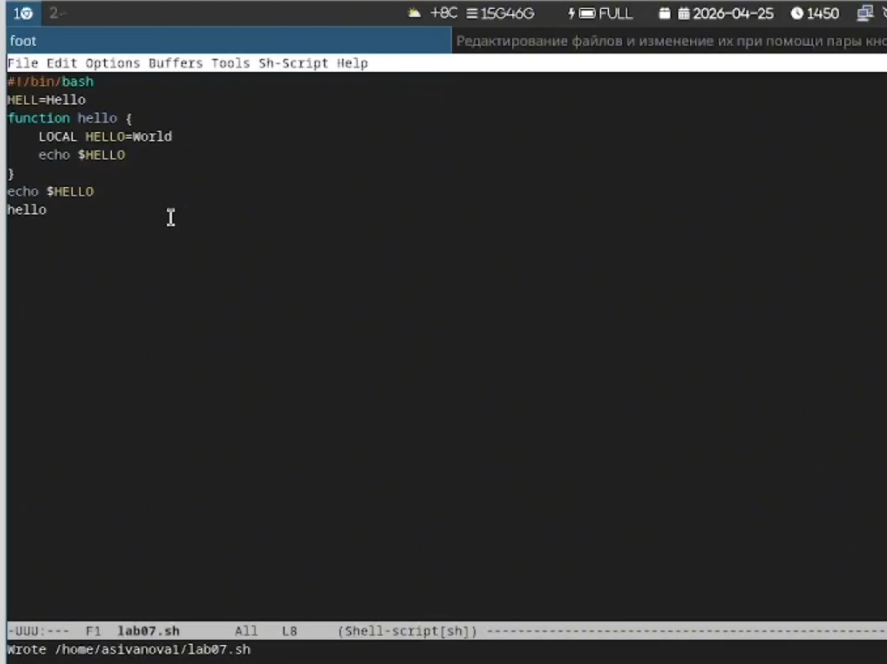 1 2 +8C 15G46G FULL 2026-04-25 1450
foot Редактирование файлов и изменение их при помощи пары кно
File Edit Options Buffers Tools Sh-Script Help
#!/bin/bash
HELL=Hello
function hello {
    LOCAL HELLO=World
    echo $HELLO
}
echo $HELLO
hello
-UUU:--- F1 lab07.sh All L8 (Shell-script[sh]) ------------------------------------------------
Wrote /home/asivanova1/lab07.sh